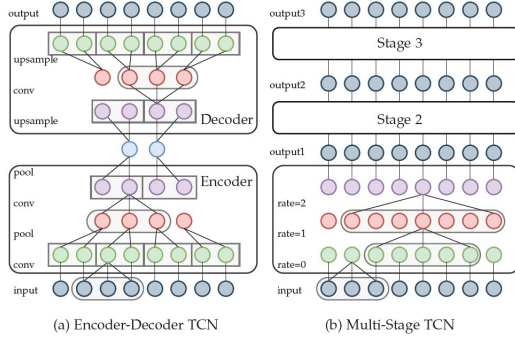 output
upsample
conv
upsample
Decoder
pool
Encoder
conv
pool
conv
input
(a) Encoder-Decoder TCN
output3
Stage 3
output2
Stage 2
output1
rate=2
rate=1
rate=0
input
(b) Multi-Stage TCN